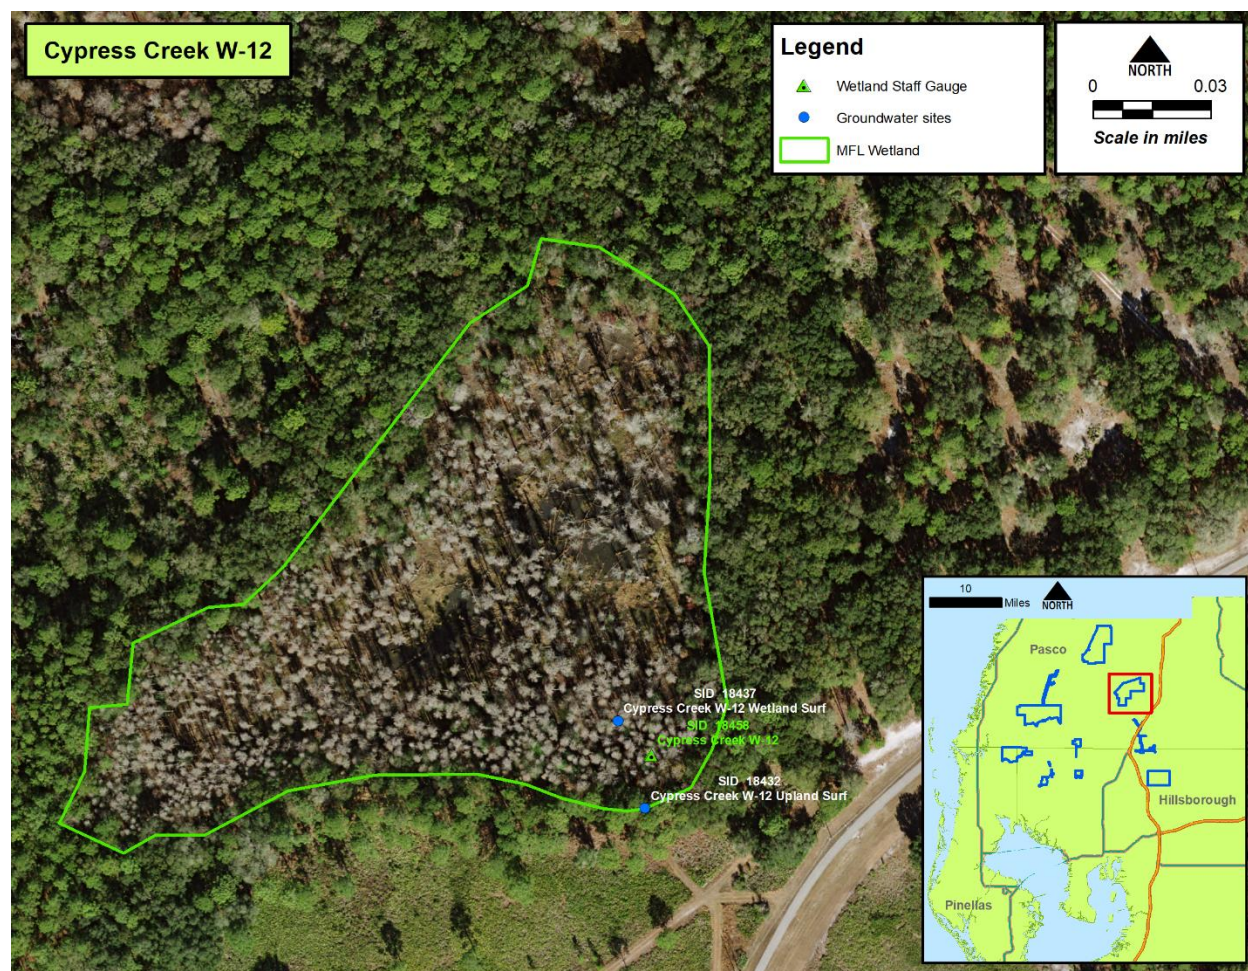 Cypress Creek W-12
Legend
Wetland Staff Gauge
Groundwater sites
MFL Wetland
NORTH
0 0.03
Scale in miles
SID 18437
Cypress Creek W-12 Wetland Surf
SID 18458
Cypress Creek W-12
SID 18432
Cypress Creek W-12 Upland Surf
10
Miles
NORTH
Pasco
Hillsborough
Pinellas